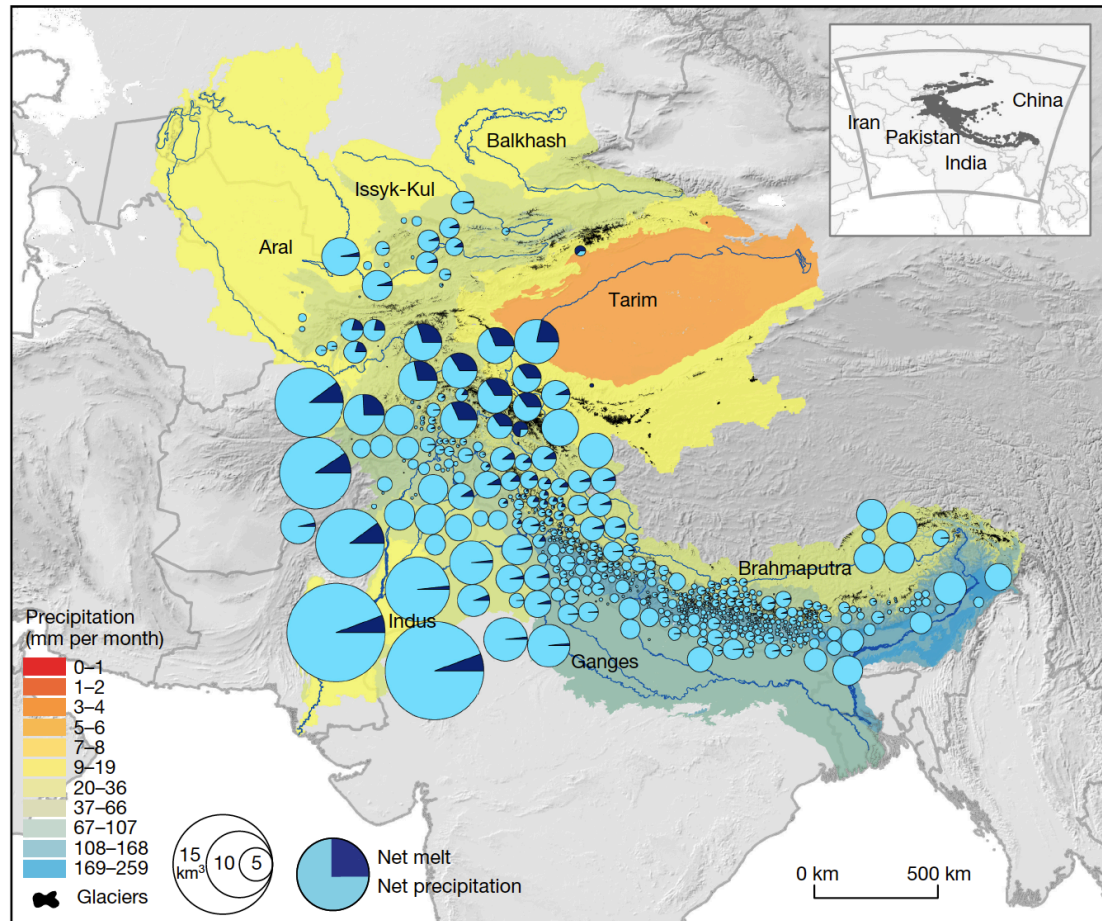 China
Iran
Pakistan
India
Balkhash
Issyk-Kul
Aral
Tarim
Brahmaputra
Indus
Ganges
Precipitation
(mm per month)
0–1
1–2
3–4
5–6
7–8
9–19
20–36
37–66
67–107
108–168
169–259
Glaciers
15
km³
10
5
Net melt
Net precipitation
0 km
500 km